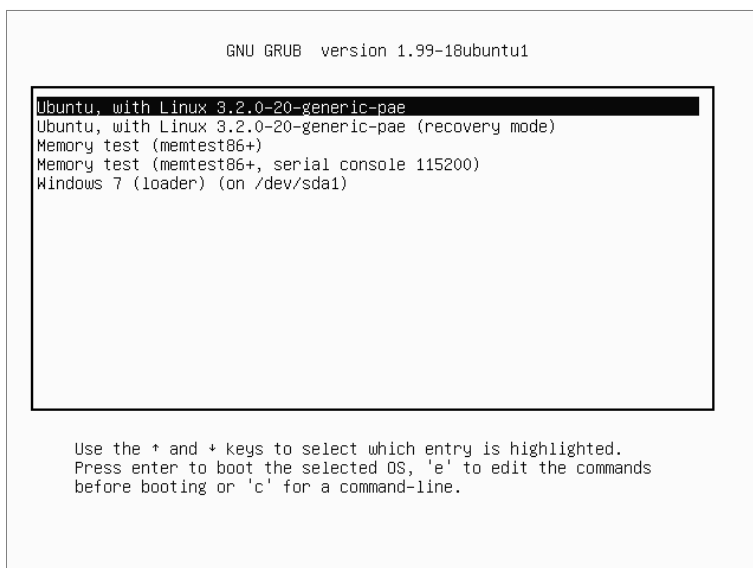 GNU GRUB  version 1.99-18ubuntu1
Ubuntu, with Linux 3.2.0-20-generic-pae
Ubuntu, with Linux 3.2.0-20-generic-pae (recovery mode)
Memory test (memtest86+)
Memory test (memtest86+, serial console 115200)
Windows 7 (loader) (on /dev/sda1)
Use the ↑ and ↓ keys to select which entry is highlighted.
Press enter to boot the selected OS, 'e' to edit the commands
before booting or 'c' for a command-line.